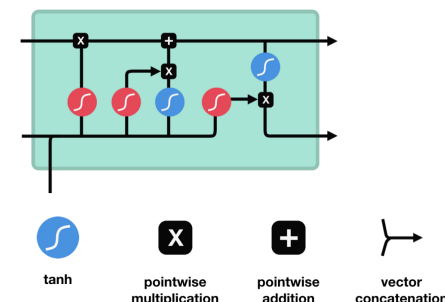 X
+
X
X
X
+
tanh
pointwise
multiplication
pointwise
addition
vector
concatenation